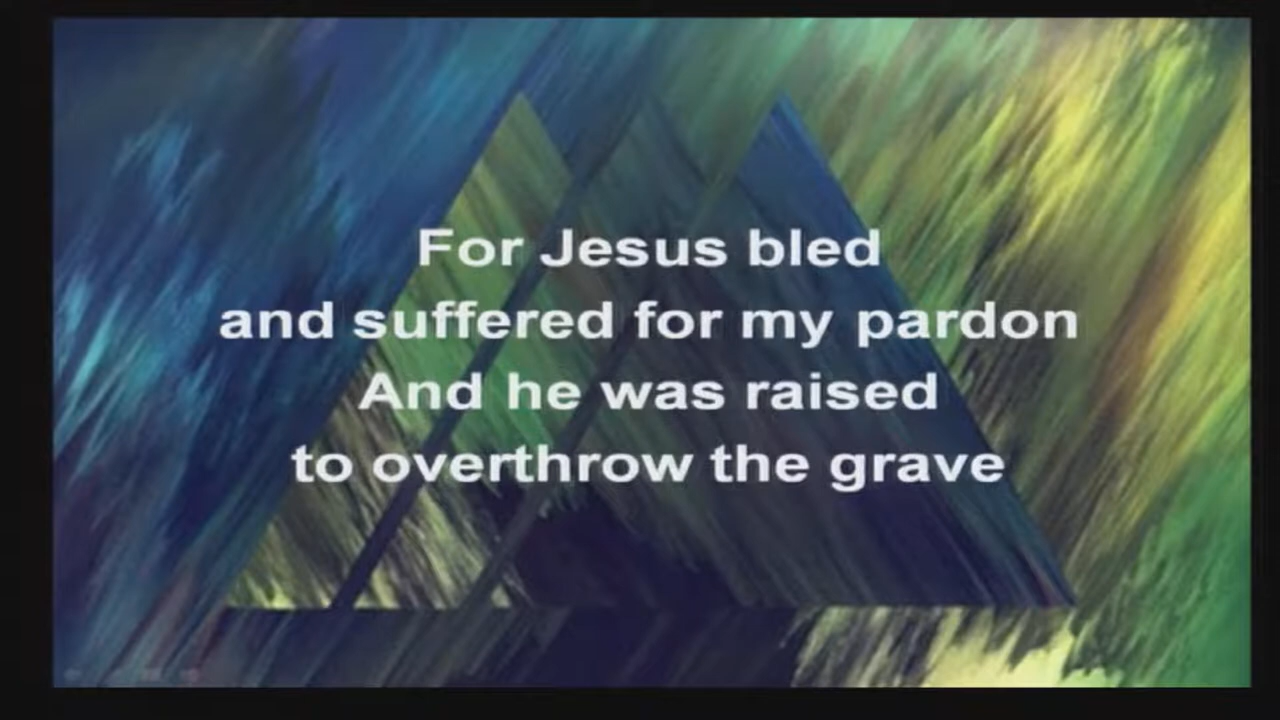 For Jesus bled
and suffered for my pardon
And he was raised
to overthrow the grave